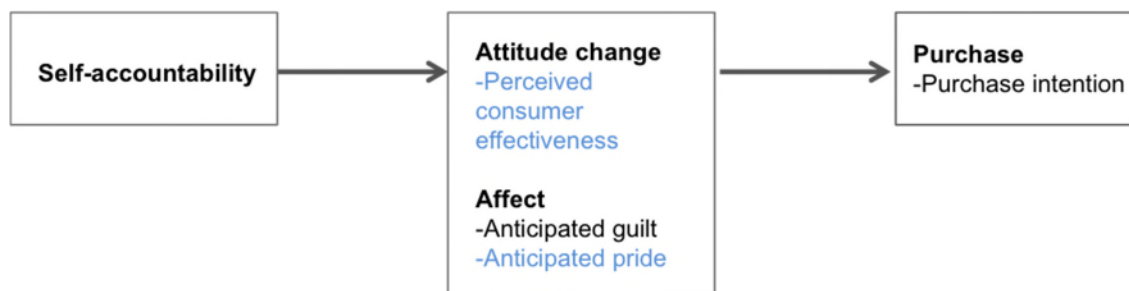 Self-accountability
Attitude change
-Perceived
consumer
effectiveness
Affect
-Anticipated guilt
-Anticipated pride
Purchase
-Purchase intention